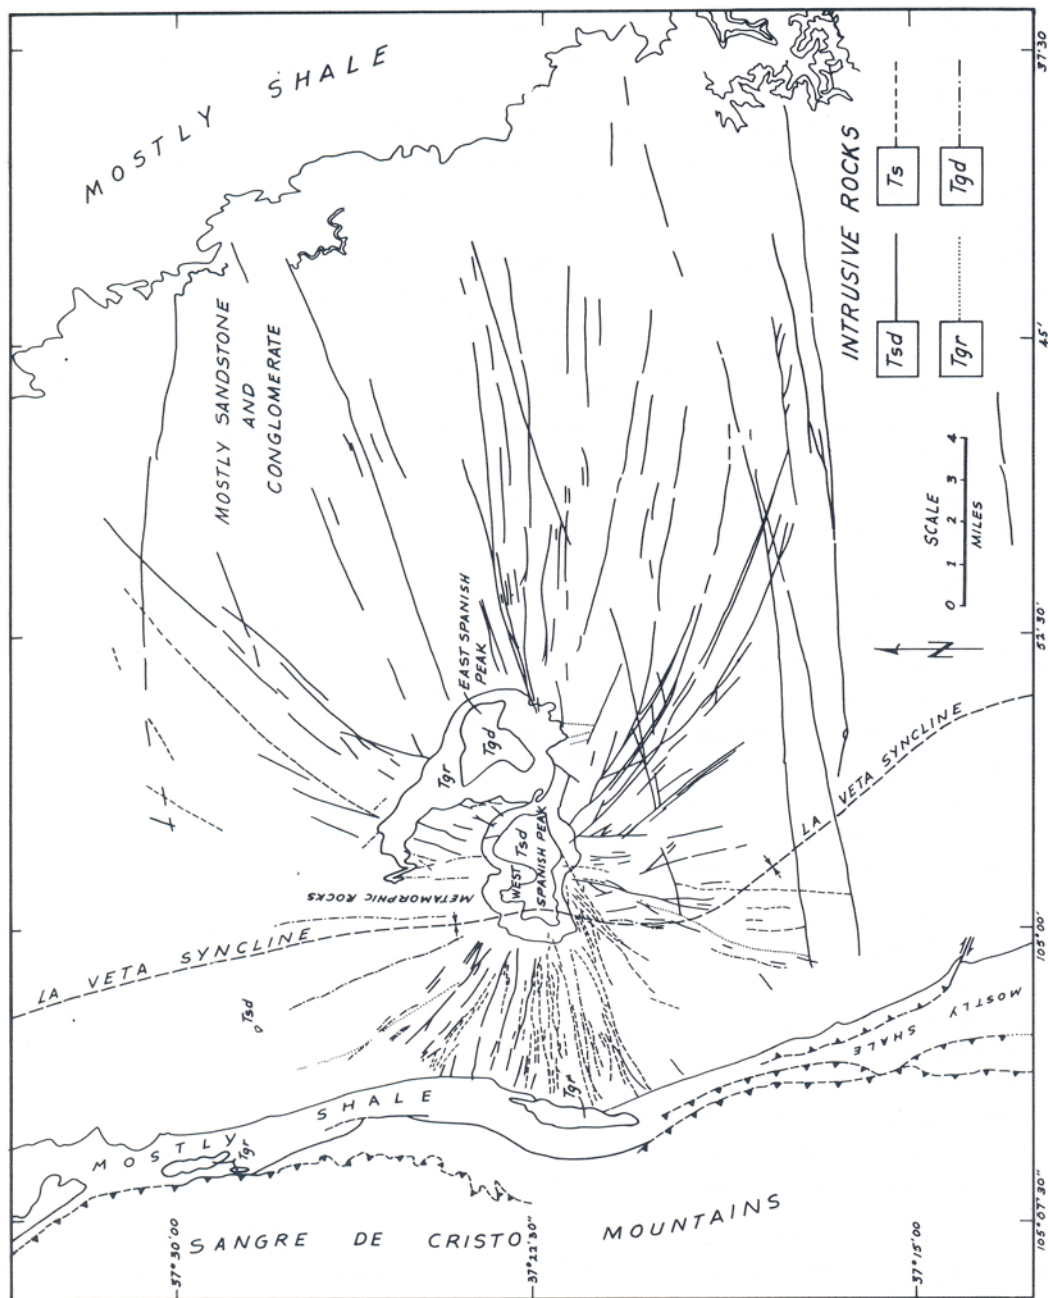 MOSTLY SHALE
MOSTLY SANDSTONE
AND
CONGLOMERATE
EAST SPANISH
PEAK
Tgd
Tgr
Tsd
WEST
SPANISH PEAK
METAMORPHIC ROCKS
LA VETA SYNCLINE
Tsd
LA VETA SYNCLINE
Tgr
MOSTLY SHALE
Tgr
MOSTLY
SHALE
SANGRE DE CRISTO MOUNTAINS
INTRUSIVE ROCKS
Tsd
Ts
Tgr
Tgd
SCALE
0 1 2 3 4
MILES
N
37°30'00
37°22'30"
37°15'00
105°07'30"
105°00'
52'30'
45'
37'30